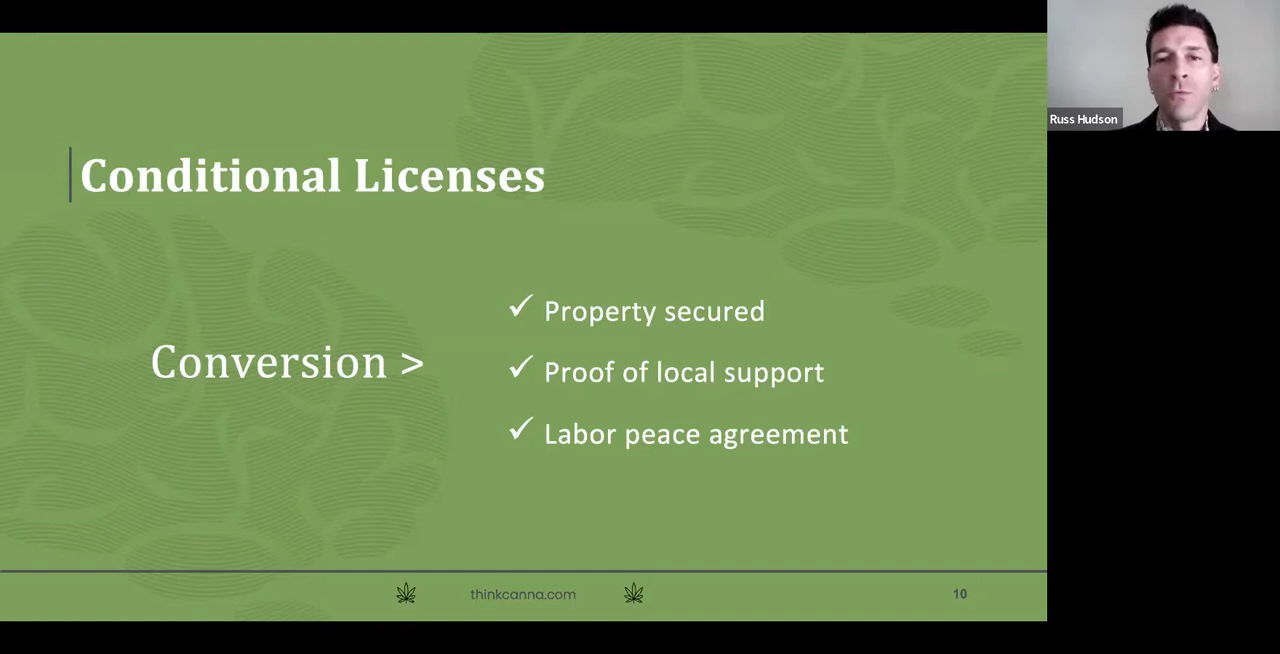 Russ Hudson
Conditional Licenses
Conversion >
✓ Property secured
✓ Proof of local support
✓ Labor peace agreement
thinkcanna.com
10